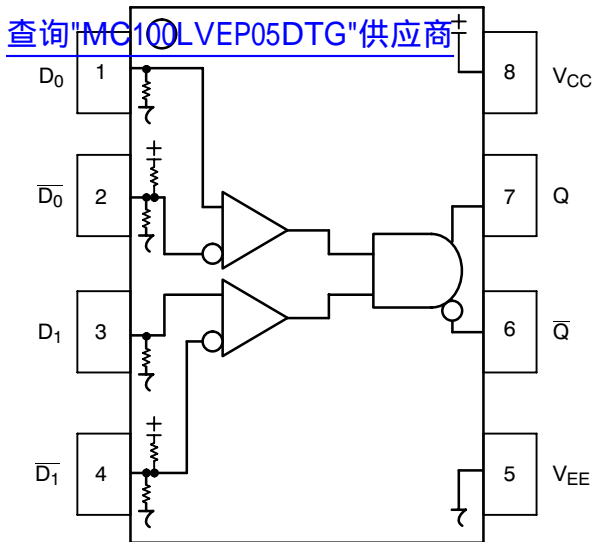 查询"MC100LVEP05DTG"供应商
D0 1 8 VCC
D0 2 7 Q
D1 3 6 Q
D1 4 5 VEE